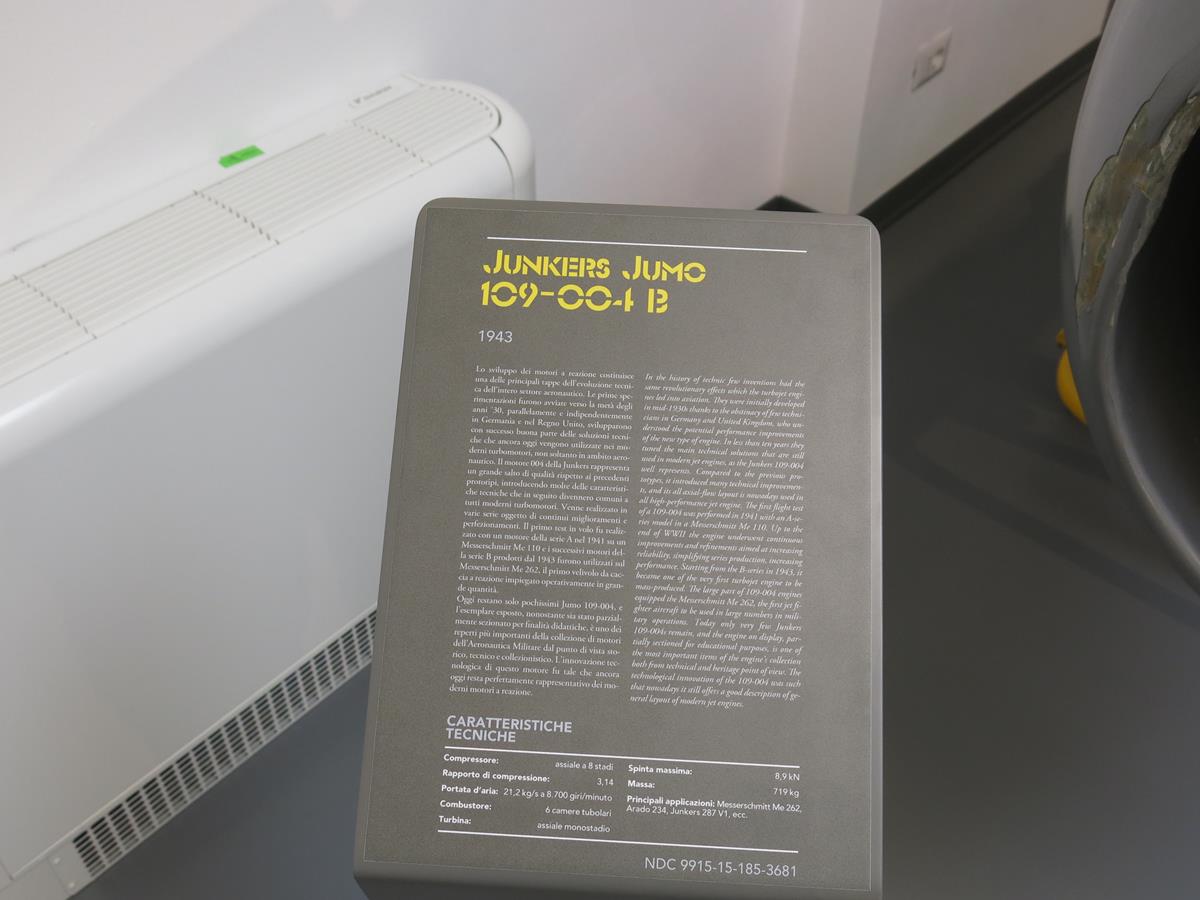 JUNKERS JUMO
109-004 B
1943
Lo sviluppo dei motori a reazione costituisce
una delle principali tappe dell'evoluzione tecni-
ca dell'intero settore aeronautico. Le prime spe-
rimentazioni furono avviate verso la metà degli
anni '30, parallelamente e indipendentemente
in Germania e nel Regno Unito, sviluppando
con successo buona parte delle soluzioni tecni-
che che ancora oggi vengono utilizzate nei mo-
derni turbomotori, non soltanto in ambito aero-
nautico. Il motore 004 della Junkers rappresenta
un grande salto di qualità rispetto ai precedenti
prototipi, introducendo molte delle caratteristi-
che tecniche che in seguito divennero comuni a
tutti moderni turbomotori. Venne realizzato in
varie serie oggetto di continui miglioramenti e
perfezionamenti. Il primo test in volo fu realiz-
zato con un motore della serie A nel 1941 su un
Messerschmitt Me 110 e i successivi motori del-
la serie B prodotti dal 1943 furono utilizzati sul
Messerschmitt Me 262, il primo velivolo da cac-
cia a reazione impiegato operativamente in gran-
de quantità.
Oggi restano solo pochissimi Jumo 109-004, e
l'esemplare esposto, nonostante sia stato parzial-
mente sezionato per finalità didattiche, è uno dei
reperti più importanti della collezione di motori
dell'Aeronautica Militare dal punto di vista sto-
rico, tecnico e collezionistico. L'innovazione tec-
nologica di questo motore fu tale che ancora
oggi resta perfettamente rappresentativo dei mo-
derni motori a reazione.
In the history of technic few inventions had the
same revolutionary effects which the turbojet engi-
nes led into aviation. They were initially developed
in mid-1930s thanks to the obstinacy of few techni-
cians in Germany and United Kingdom, who un-
derstood the potential performance improvements
of the new type of engine. In less than ten years they
tuned the main technical solutions that are still
used in modern jet engines, as the Junkers 109-004
well represents. Compared to the previous pro-
totypes, it introduced many technical improvemen-
ts, and its all axial-flow layout is nowadays used in
all high-performance jet engine. The first flight test
of a 109-004 was performed in 1941 with an A-se-
ries model in a Messerschmitt Me 110. Up to the
end of WWII the engine underwent continuous
improvements and refinements aimed at increasing
reliability, simplifying series production, increasing
performance. Starting from the B-series in 1943, it
became one of the very first turbojet engine to be
mass-produced. The large part of 109-004 engines
equipped the Messerschmitt Me 262, the first jet fi-
ghter aircraft to be used in large numbers in mili-
tary operations. Today only very few Junkers
109-004s remain, and the engine on display, par-
tially sectioned for educational purposes, is one of
the most important items of the engine's collection
both from technical and heritage point of view. The
technological innovation of the 109-004 was such
that nowadays it still offers a good description of ge-
neral layout of modern jet engines.
CARATTERISTICHE
TECNICHE
Compressore: assiale a 8 stadi
Rapporto di compressione: 3,14
Portata d'aria: 21,2 kg/s a 8.700 giri/minuto
Combustore: 6 camere tubolari
Turbina: assiale monostadio
Spinta massima: 8,9 kN
Massa: 719 kg
Principali applicazioni: Messerschmitt Me 262,
Arado 234, Junkers 287 V1, ecc.
NDC 9915-15-185-3681